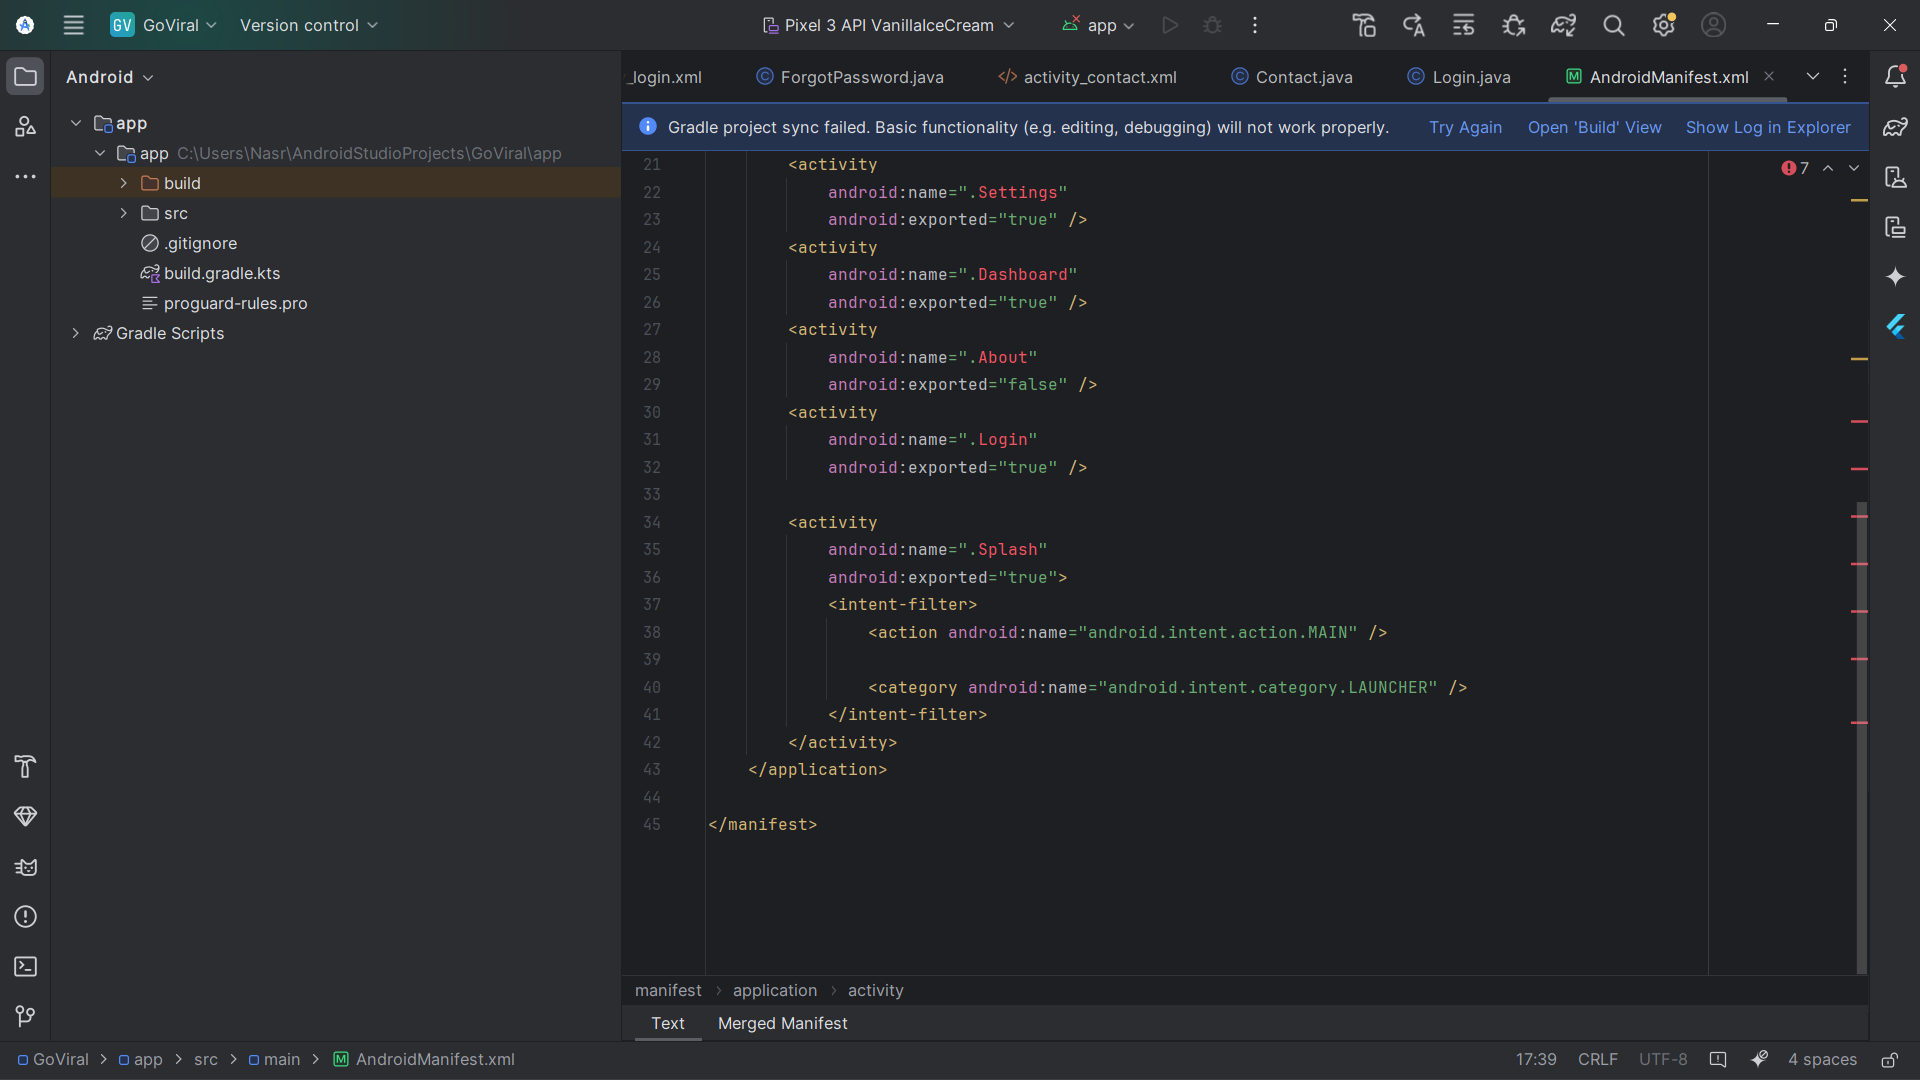 GV GoViral Version control Pixel 3 API VanillaIceCream app
Android
app
app C:\Users\Nasr\AndroidStudioProjects\GoViral\app
build
src
.gitignore
build.gradle.kts
proguard-rules.pro
Gradle Scripts
_login.xml ForgotPassword.java activity_contact.xml Contact.java Login.java AndroidManifest.xml
Gradle project sync failed. Basic functionality (e.g. editing, debugging) will not work properly. Try Again Open 'Build' View Show Log in Explorer
7
21 <activity
22 android:name=".Settings"
23 android:exported="true" />
24 <activity
25 android:name=".Dashboard"
26 android:exported="true" />
27 <activity
28 android:name=".About"
29 android:exported="false" />
30 <activity
31 android:name=".Login"
32 android:exported="true" />
33
34 <activity
35 android:name=".Splash"
36 android:exported="true">
37 <intent-filter>
38 <action android:name="android.intent.action.MAIN" />
39
40 <category android:name="android.intent.category.LAUNCHER" />
41 </intent-filter>
42 </activity>
43 </application>
44
45 </manifest>
manifest > application > activity
Text Merged Manifest
GoViral > app > src > main > AndroidManifest.xml 17:39 CRLF UTF-8 4 spaces